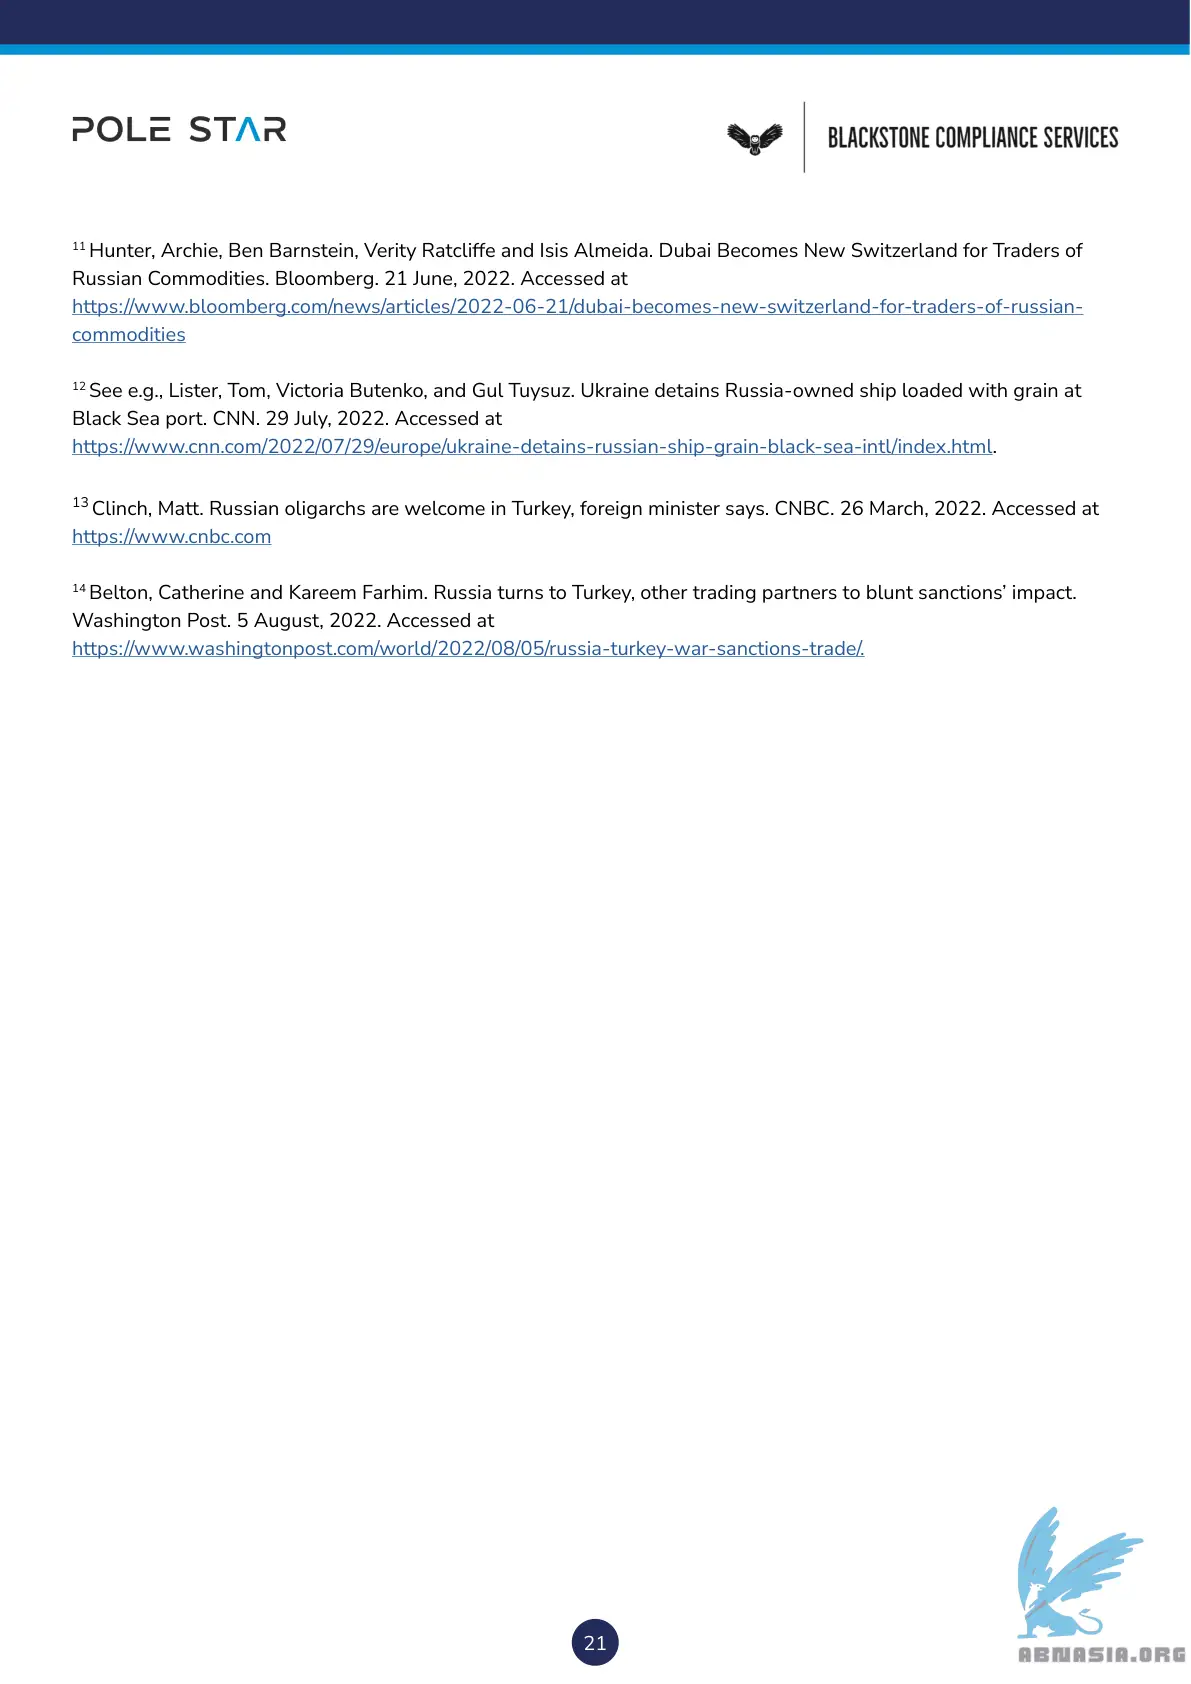 POLE STAR
BLACKSTONE COMPLIANCE SERVICES
11 Hunter, Archie, Ben Barnstein, Verity Ratcliffe and Isis Almeida. Dubai Becomes New Switzerland for Traders of
Russian Commodities. Bloomberg. 21 June, 2022. Accessed at
https://www.bloomberg.com/news/articles/2022-06-21/dubai-becomes-new-switzerland-for-traders-of-russian-
commodities
12 See e.g., Lister, Tom, Victoria Butenko, and Gul Tuysuz. Ukraine detains Russia-owned ship loaded with grain at
Black Sea port. CNN. 29 July, 2022. Accessed at
https://www.cnn.com/2022/07/29/europe/ukraine-detains-russian-ship-grain-black-sea-intl/index.html.
13 Clinch, Matt. Russian oligarchs are welcome in Turkey, foreign minister says. CNBC. 26 March, 2022. Accessed at
https://www.cnbc.com
14 Belton, Catherine and Kareem Farhim. Russia turns to Turkey, other trading partners to blunt sanctions’ impact.
Washington Post. 5 August, 2022. Accessed at
https://www.washingtonpost.com/world/2022/08/05/russia-turkey-war-sanctions-trade/.
21
ABNASIA.ORG